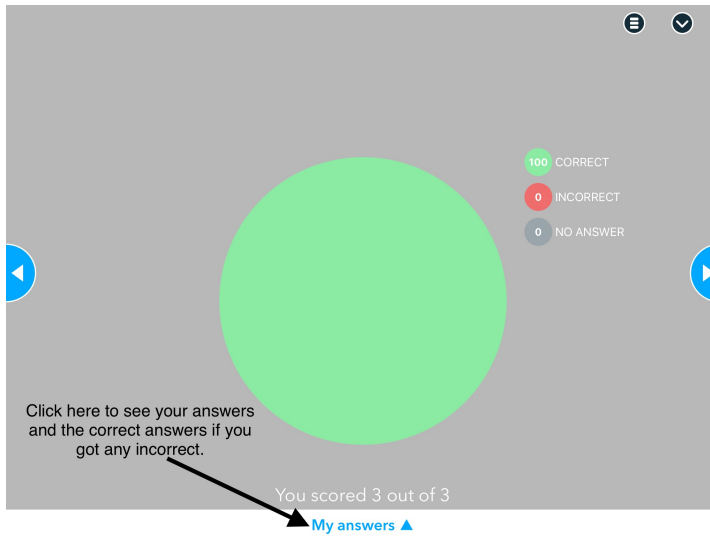 100 CORRECT
0 INCORRECT
0 NO ANSWER
Click here to see your answers
and the correct answers if you
got any incorrect.
You scored 3 out of 3
My answers